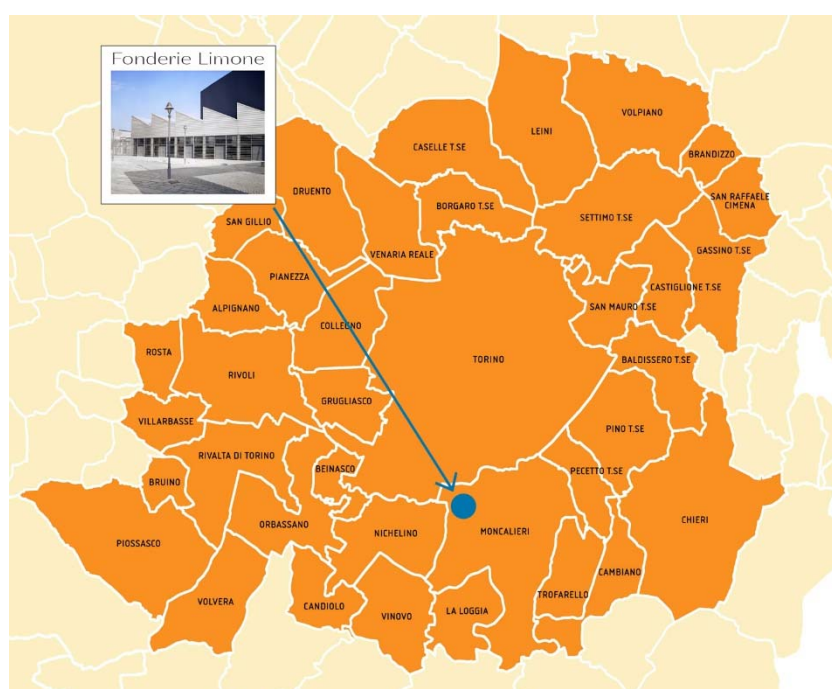 Fonderie Limone
VOLPIANO
LEINI
CASELLE T.SE
BRANDIZZO
DRUENTO
SAN RAFFAELE
CIMENA
BORGARO T.SE
SETTIMO T.SE
SAN GILLIO
VENARIA REALE
GASSINO T.SE
PIANEZZA
CASTIGLIONE T.SE
ALPIGNANO
SAN MAURO T.SE
COLLEGNO
ROSTA
TORINO
BALDISSERO T.SE
RIVOLI
GRUGLIASCO
VILLARBASSE
PINO T.SE
RIVALTA DI TORINO
BEINASCO
PECETTO T.SE
BRUINO
CHIERI
ORBASSANO
NICHELINO
MONCALIERI
PIOSSASCO
CAMBIANO
TROFARELLO
VOLVERA
CANDIOLO
LA LOGGIA
VINOVO